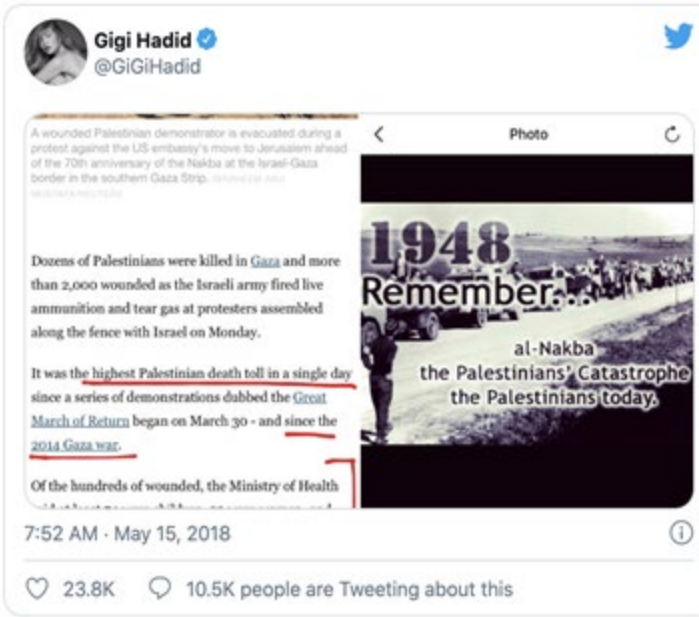 Gigi Hadid
@GiGiHadid
A wounded Palestinian demonstrator is evacuated during a
protest against the US embassy's move to Jerusalem ahead
of the 70th anniversary of the Nakba at the Israel-Gaza
border in the southern Gaza Strip.
Dozens of Palestinians were killed in Gaza and more
than 2,000 wounded as the Israeli army fired live
ammunition and tear gas at protesters assembled
along the fence with Israel on Monday.
It was the highest Palestinian death toll in a single day
since a series of demonstrations dubbed the Great
March of Return began on March 30 - and since the
2014 Gaza war.
Of the hundreds of wounded, the Ministry of Health
Photo
1948
Remember...
al-Nakba
the Palestinians' Catastrophe
the Palestinians today.
7:52 AM · May 15, 2018
23.8K
10.5K people are Tweeting about this